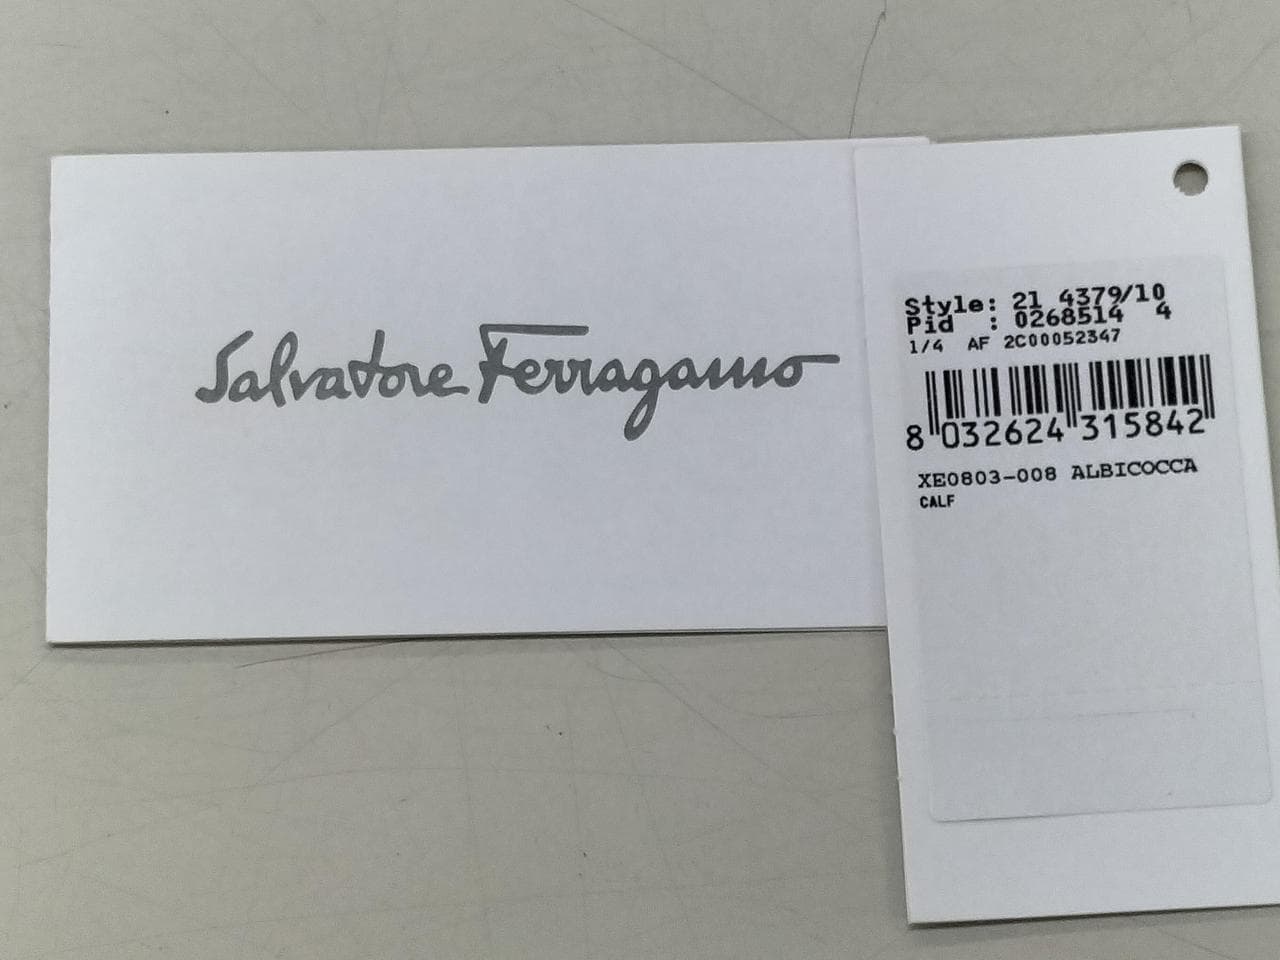 Salvatore Ferragamo
Style: 21 4379/10
Pid : 0268514 4
1/4 AF 2C00052347
8 032624 315842
XE0803-008 ALBICOCCA
CALF